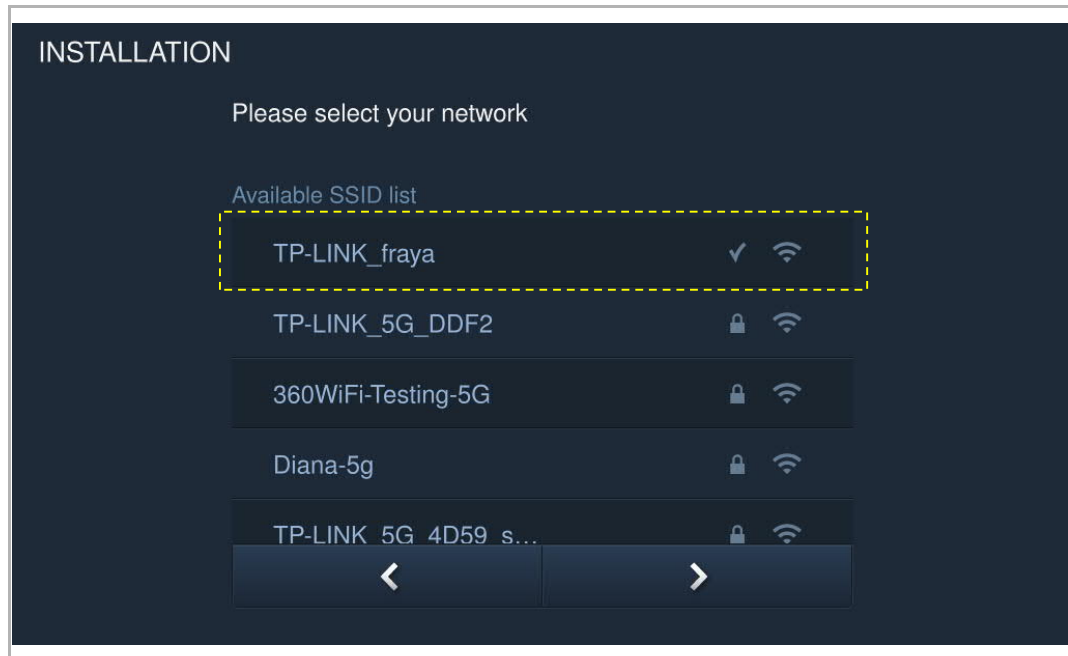 INSTALLATION
Please select your network
Available SSID list
TP-LINK_fraya
TP-LINK_5G_DDF2
360WiFi-Testing-5G
Diana-5g
TP-LINK_5G_4D59_s...